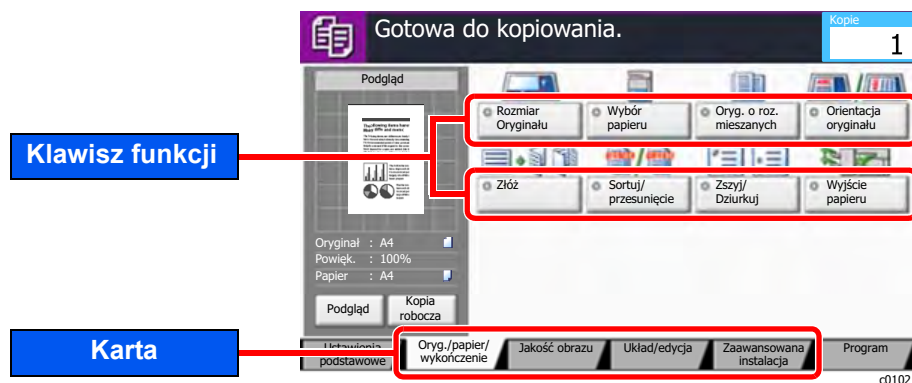 Gotowa do kopiowania.
Kopie
1
Podgląd
Rozmiar
Oryginału
Wybór
papieru
Oryg. o roz.
mieszanych
Orientacja
oryginału
Klawisz funkcji
Złóż
Sortuj/
przesunięcie
Zszyj/
Dziurkuj
Wyjście
papieru
Oryginał : A4
Powięk. : 100%
Papier : A4
Podgląd
Kopia
robocza
Karta
Ustawienia
podstawowe
Oryg./papier/
wykończenie
Jakość obrazu
Układ/edycja
Zaawansowana
instalacja
Program
c0102